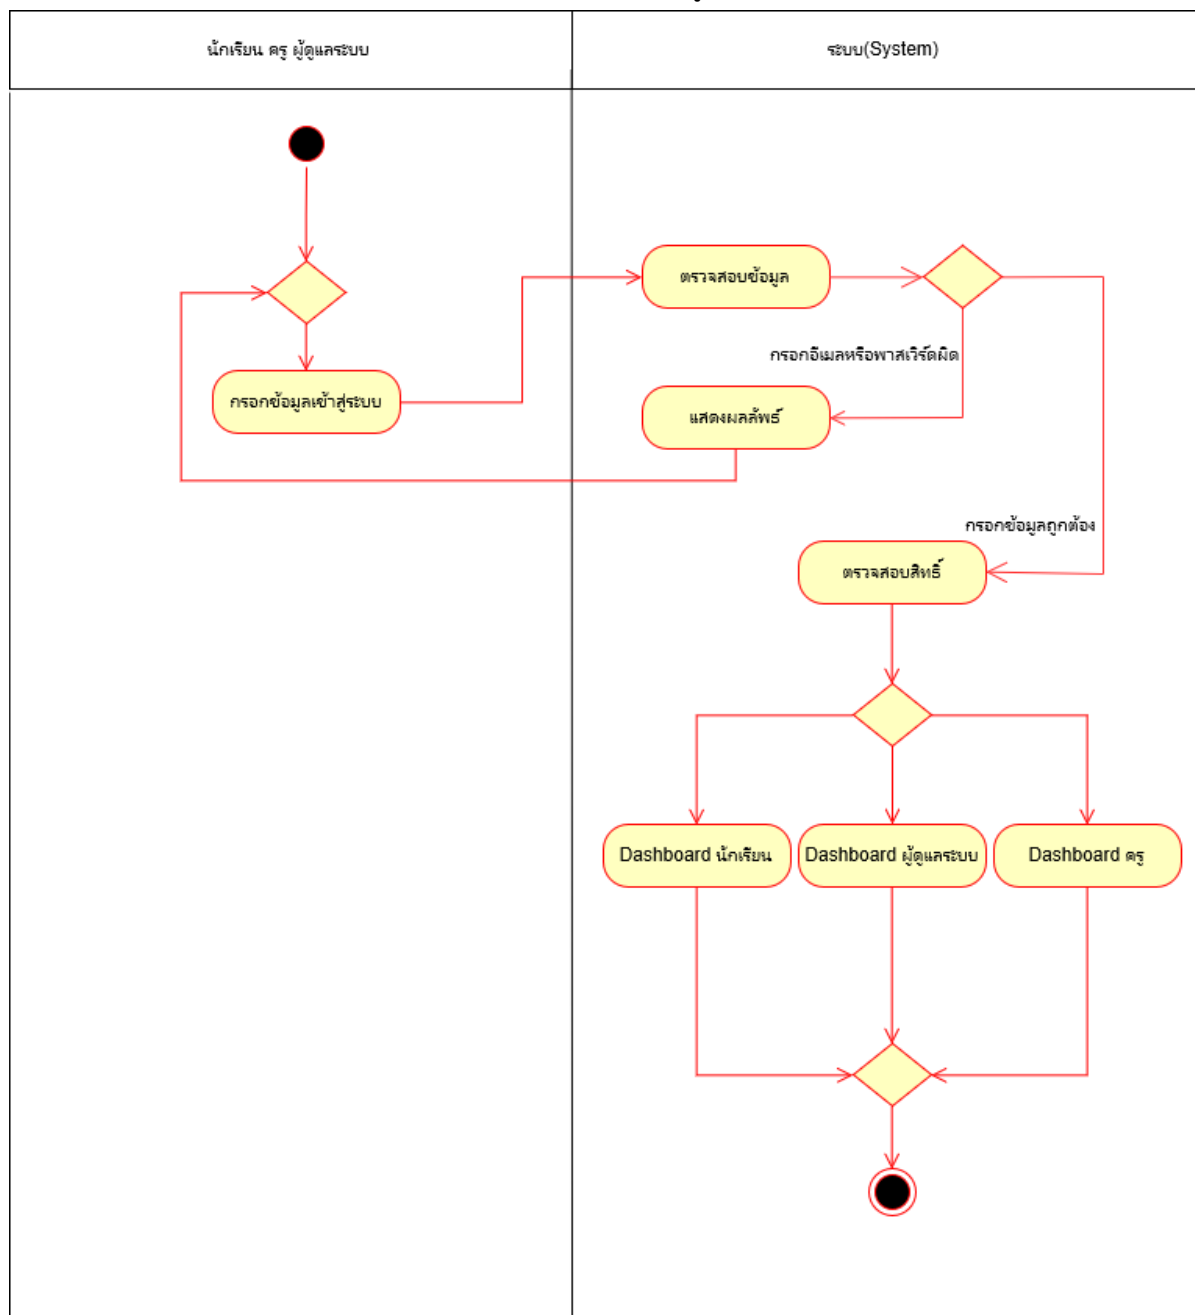 นักเรียน ครู ผู้ดูแลระบบ
ระบบ(System)
ตรวจสอบข้อมูล
กรอกอีเมลหรือพาสเวิร์ดผิด
กรอกข้อมูลเข้าสู่ระบบ
แสดงผลลัพธ์
กรอกข้อมูลถูกต้อง
ตรวจสอบสิทธิ์
Dashboard นักเรียน
Dashboard ผู้ดูแลระบบ
Dashboard ครู